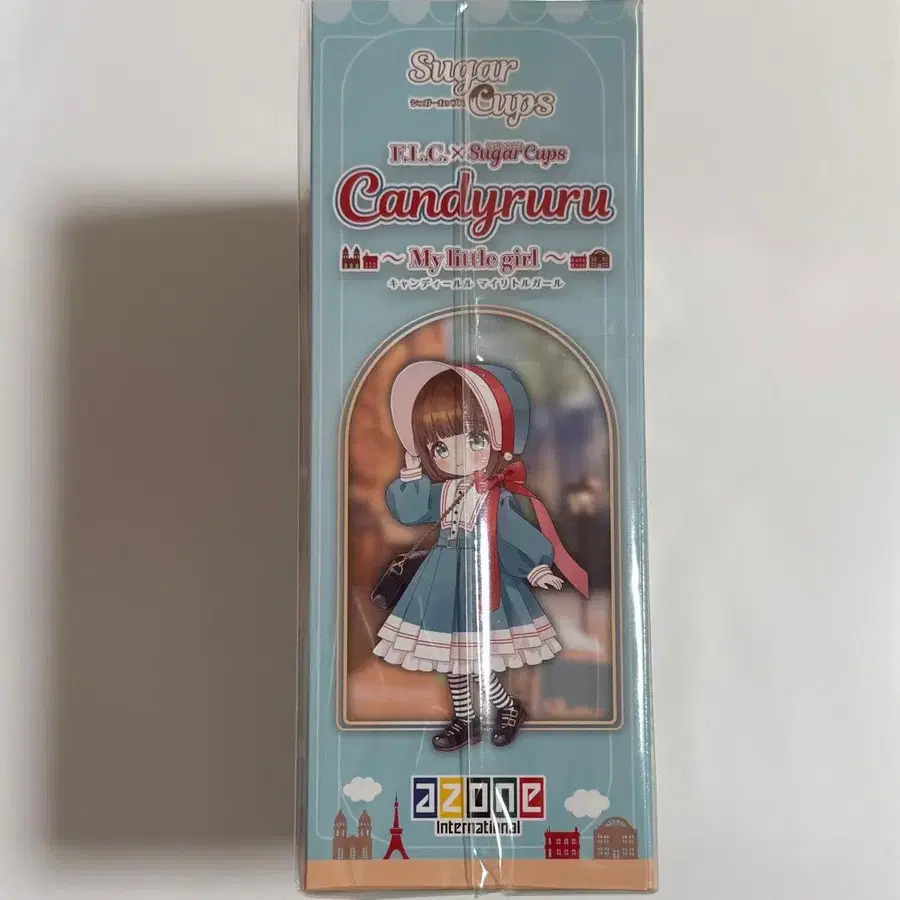 Sugar
シュガーカップス
Cups
F.L.C.×SugarCups
Candyruru
～ My little girl ～
キャンディールル マイリトルガール
azone
International